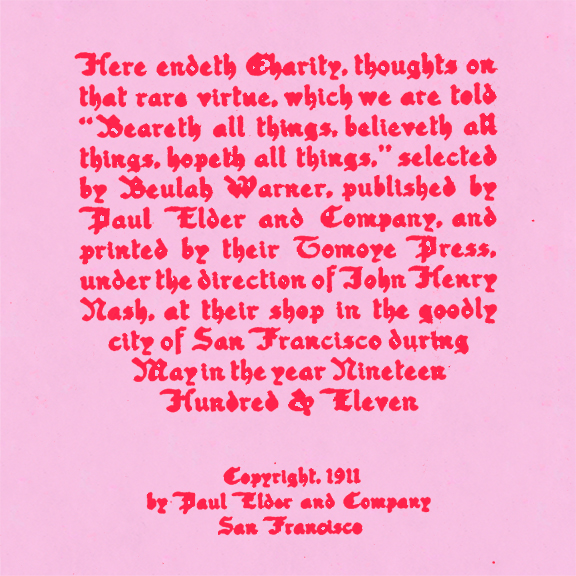 Here endeth Charity, thoughts on
that rare virtue, which we are told
“Beareth all things, believeth all
things, hopeth all things,” selected
by Beulah Warner, published by
Paul Elder and Company, and
printed by their Tomoye Press,
under the direction of John Henry
Nash, at their shop in the goodly
city of San Francisco during
May in the year Nineteen
Hundred & Eleven
Copyright, 1911
by Paul Elder and Company
San Francisco